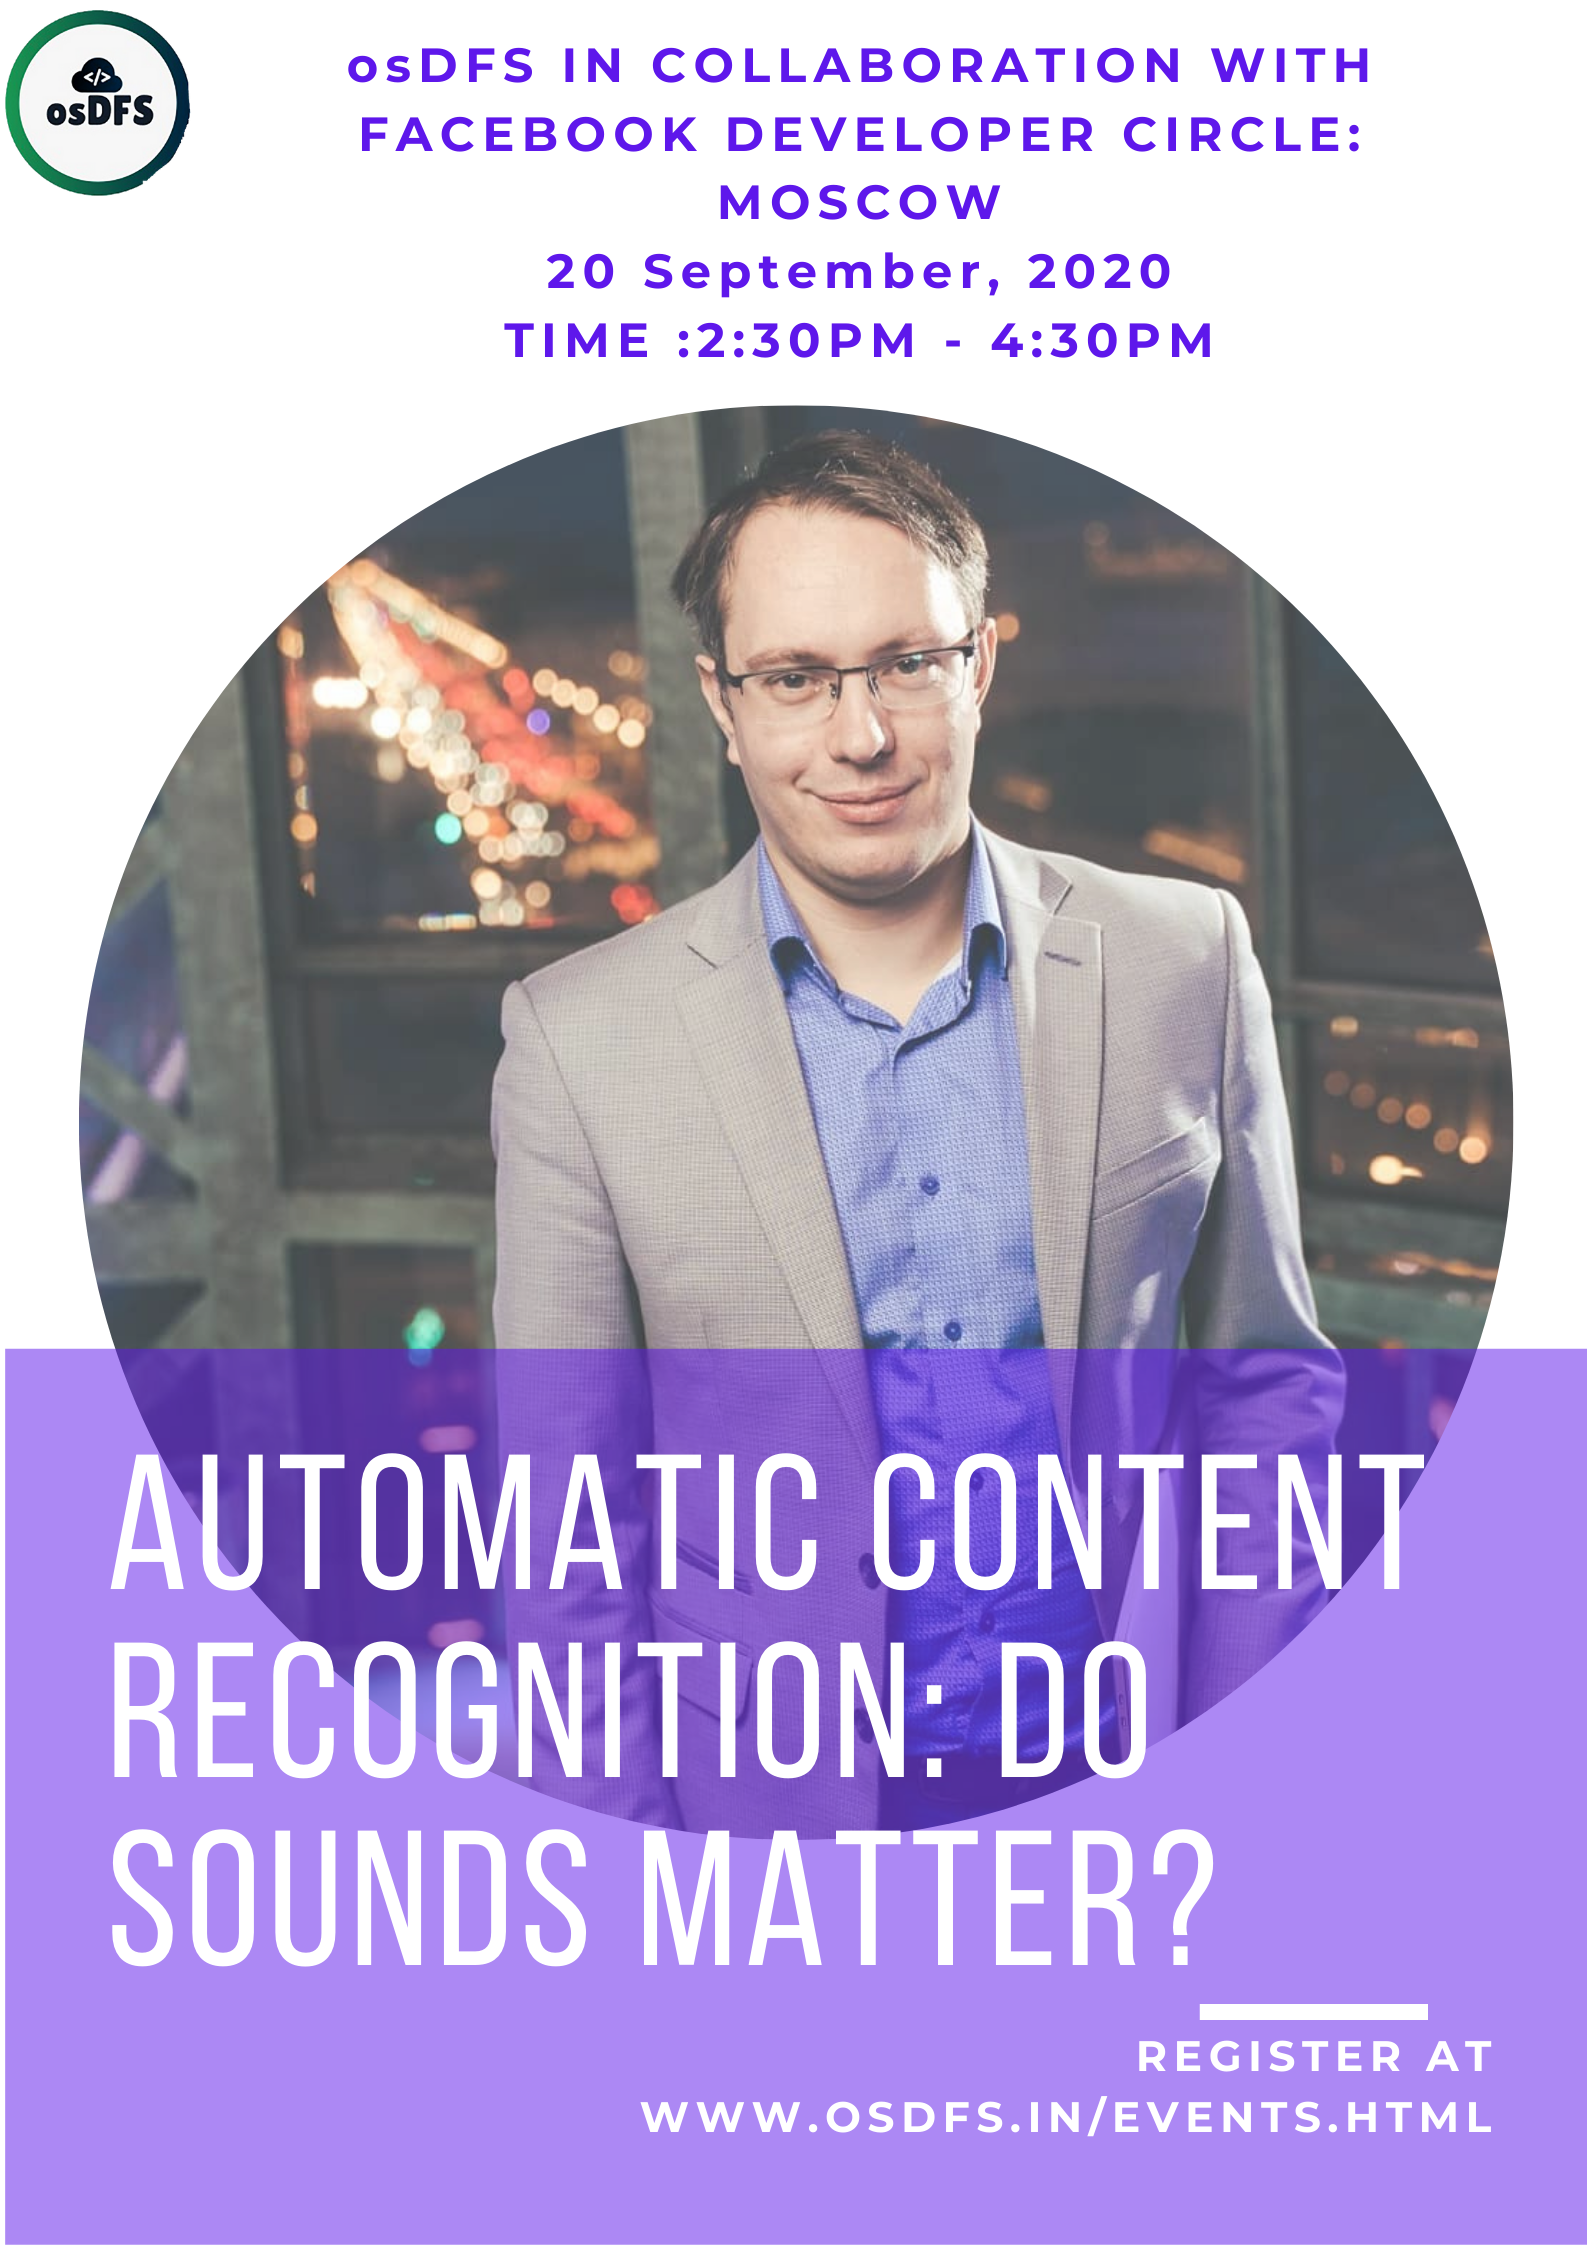 </> osDFS
osDFS IN COLLABORATION WITH
FACEBOOK DEVELOPER CIRCLE:
MOSCOW
20 September, 2020
TIME :2:30PM - 4:30PM
AUTOMATIC CONTENT
RECOGNITION: DO
SOUNDS MATTER?
REGISTER AT
WWW.OSDFS.IN/EVENTS.HTML